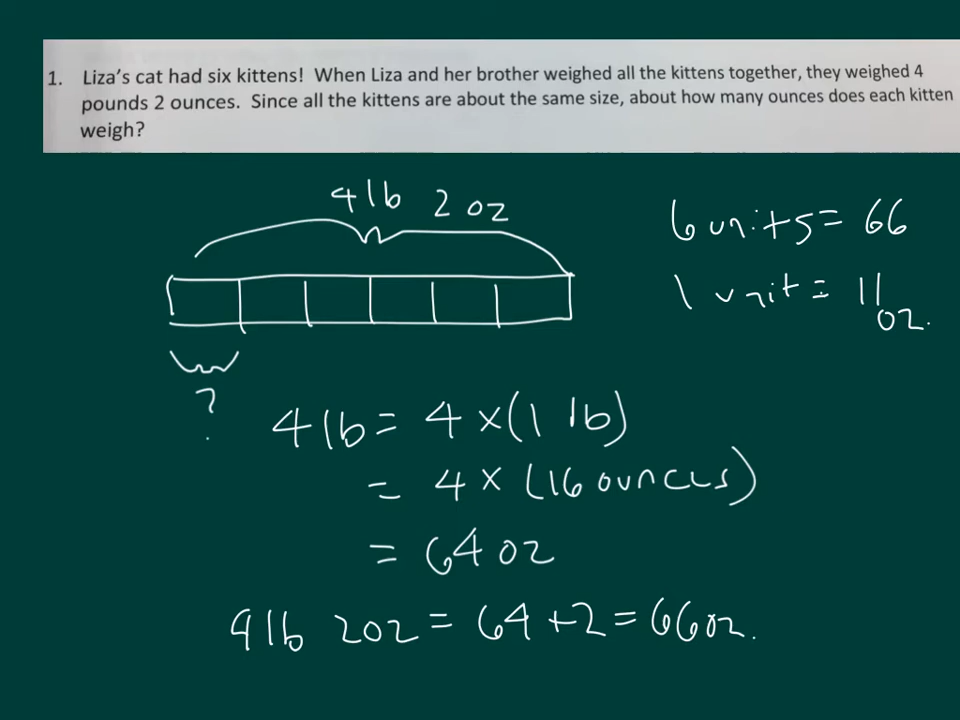 1. Liza's cat had six kittens! When Liza and her brother weighed all the kittens together, they weighed 4
pounds 2 ounces. Since all the kittens are about the same size, about how many ounces does each kitten
weigh?
4 lb 2 oz
6 units = 66
1 unit = 11
oz.
?
4 lb = 4 × (1 lb)
= 4 × (16 ounces)
= 64 oz
4 lb 2 oz = 64 + 2 = 66 oz.